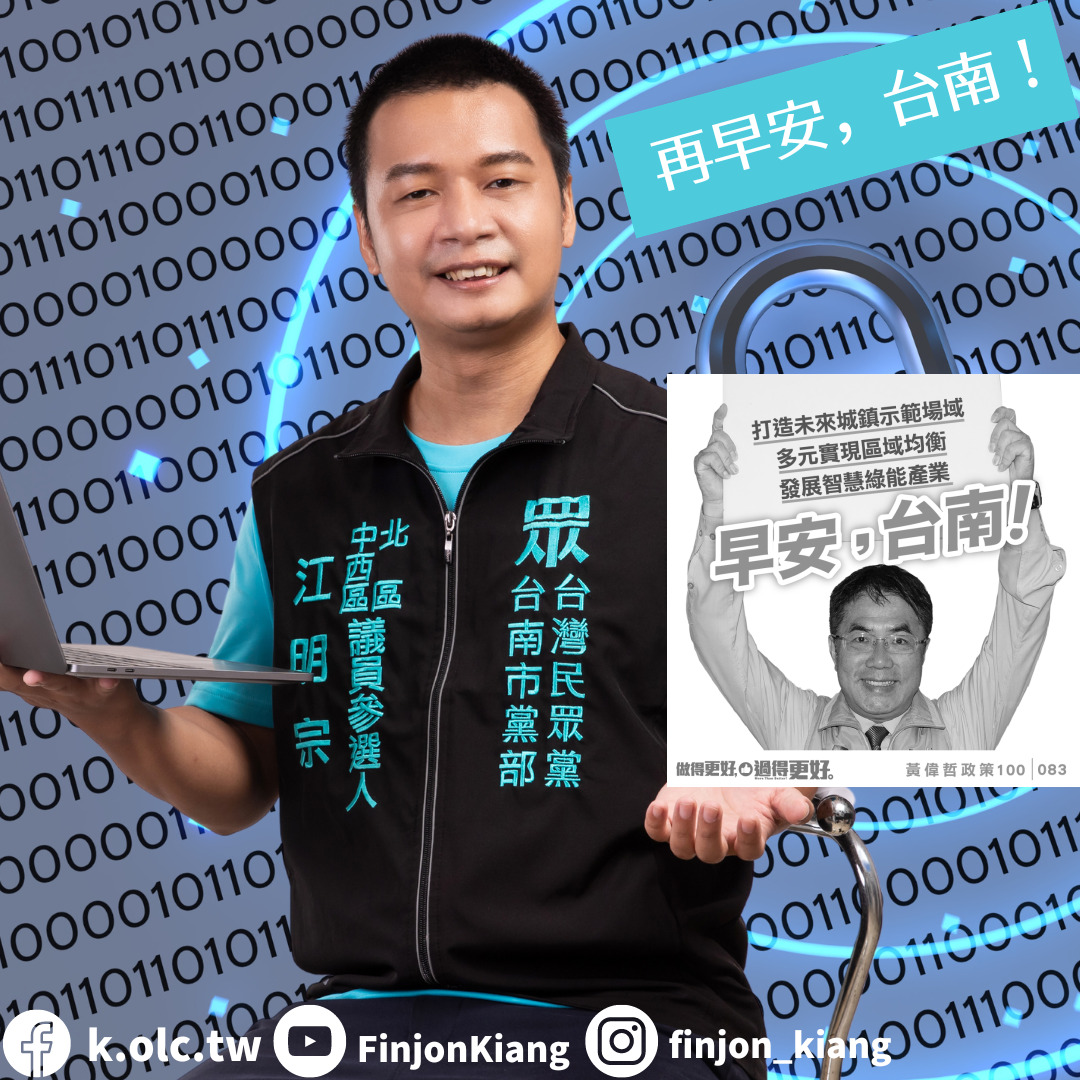 再早安，台南！
打造未來城鎮示範場域
多元實現區域均衡
發展智慧綠能產業
早安，台南!
做得更好,過得更好。
黃偉哲政策100|083
北區
中西區
議員參選人
江明宗
眾
台灣民眾黨
台南市黨部
k.olc.tw
FinjonKiang
finjon_kiang